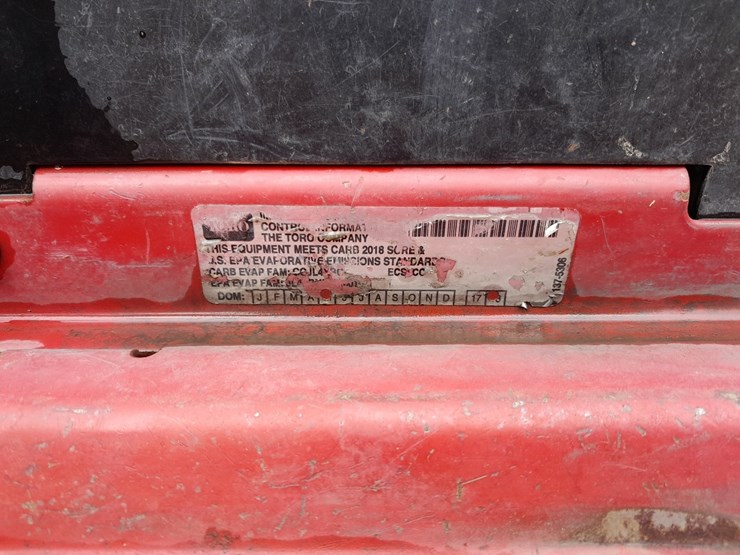 THE TORO COMPANY
THIS EQUIPMENT MEETS CARB 2018 SORE &
U.S. EPA EVAPORATIVE EMISSIONS STANDARDS
CARB EVAP FAM:
EPA EVAP FAM:
DOM: J F M A J J A S O N D 17
137-5306